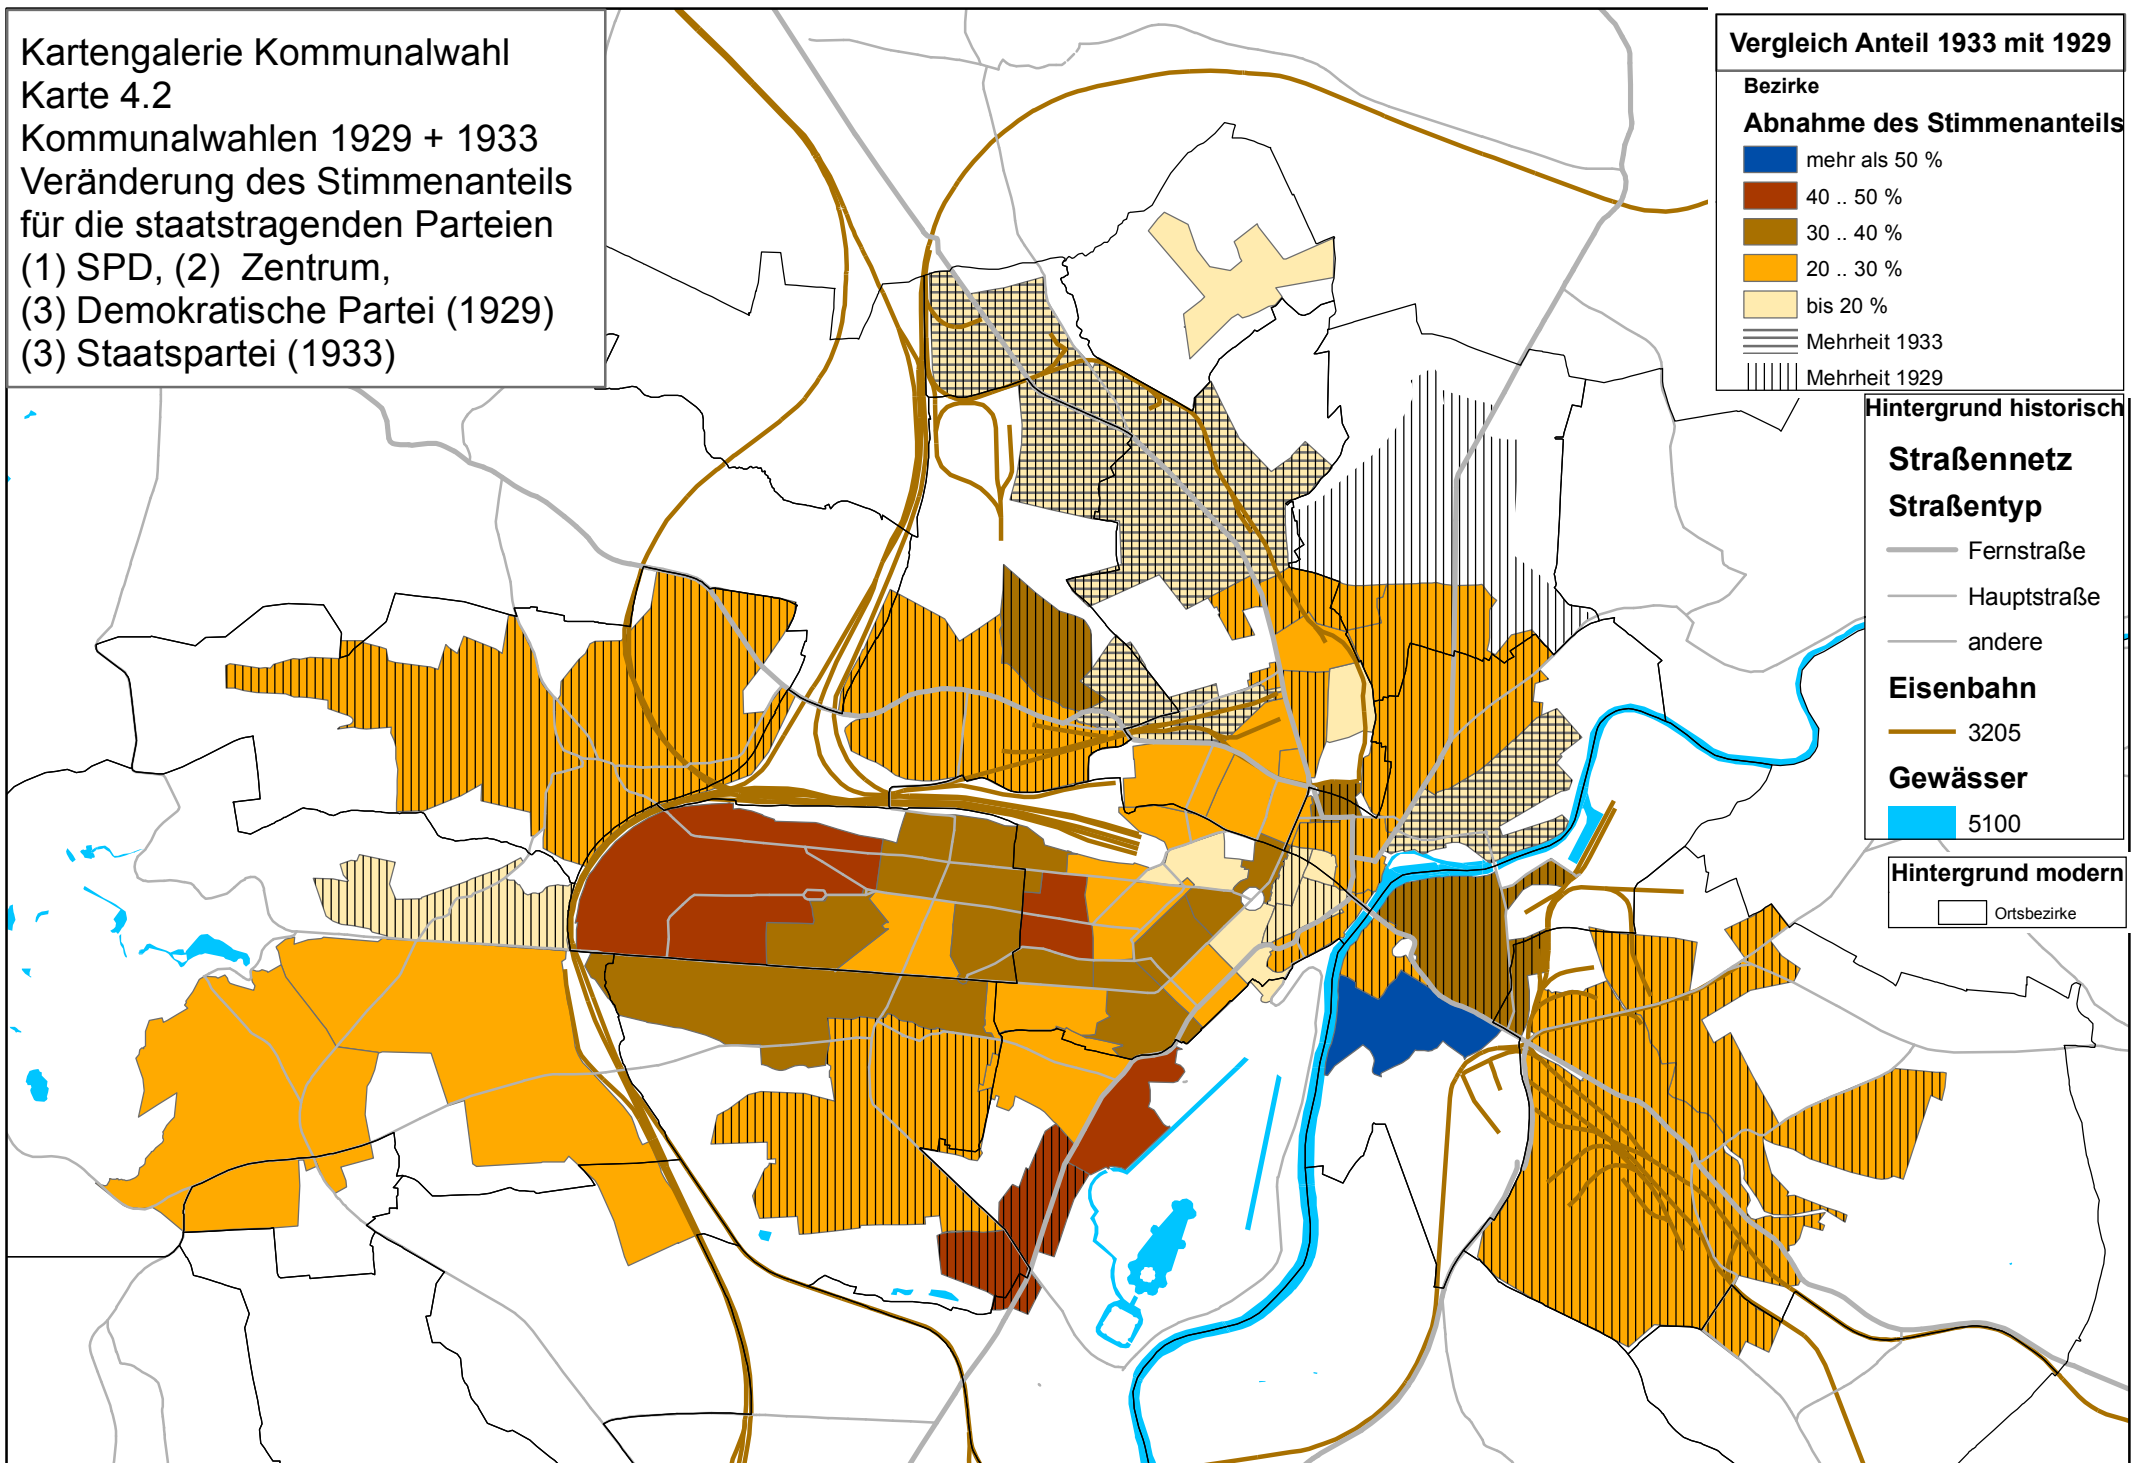 Kartengalerie Kommunalwahl
Karte 4.2
Kommunalwahlen 1929 + 1933
Veränderung des Stimmenanteils
für die staatstragenden Parteien
(1) SPD, (2) Zentrum,
(3) Demokratische Partei (1929)
(3) Staatspartei (1933)
Vergleich Anteil 1933 mit 1929
Bezirke
Abnahme des Stimmenanteils
mehr als 50 %
40 .. 50 %
30 .. 40 %
20 .. 30 %
bis 20 %
Mehrheit 1933
Mehrheit 1929
Hintergrund historisch
Straßennetz
Straßentyp
Fernstraße
Hauptstraße
andere
Eisenbahn
3205
Gewässer
5100
Hintergrund modern
Ortsbezirke